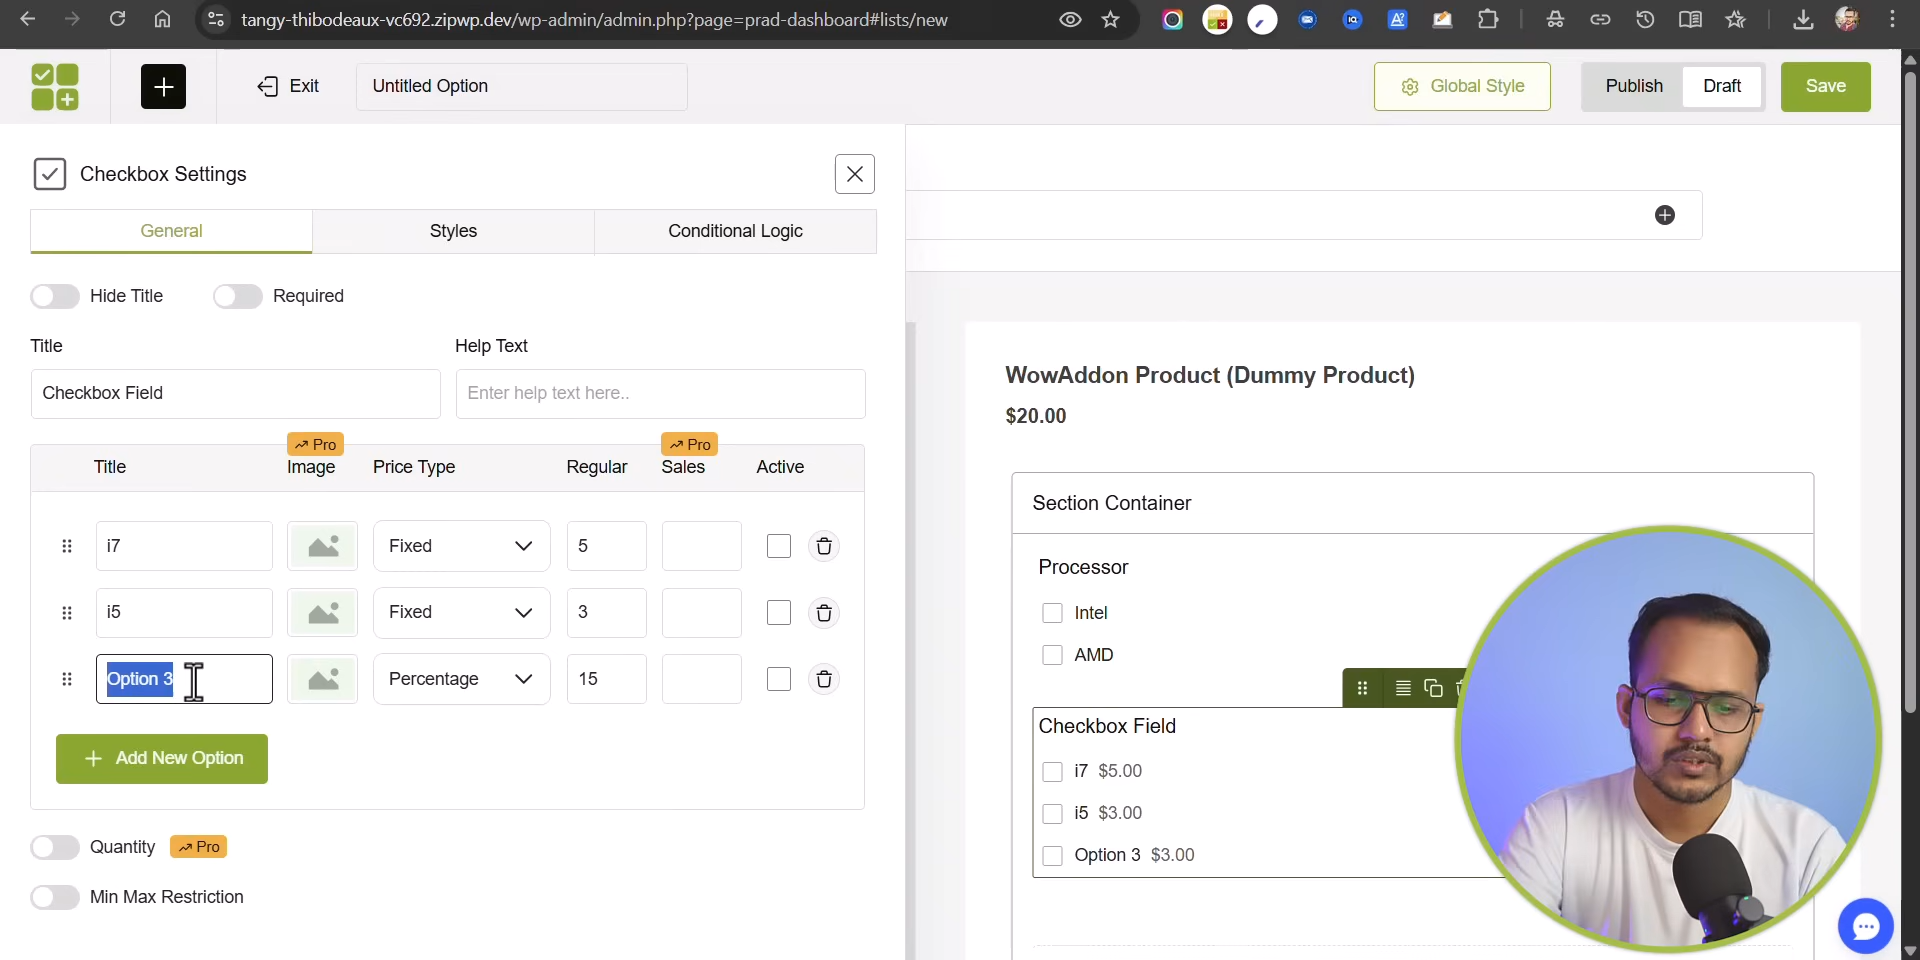 tangy-thibodeaux-vc692.zipwp.dev/wp-admin/admin.php?page=prad-dashboard#lists/new
Exit
Untitled Option
Global Style
Publish
Draft
Save
Checkbox Settings
General
Styles
Conditional Logic
Hide Title
Required
Title
Help Text
Checkbox Field
Enter help text here..
Pro
Pro
Title
Image
Price Type
Regular
Sales
Active
i7
Fixed
5
i5
Fixed
3
Option 3
Percentage
15
Add New Option
Quantity
Pro
Min Max Restriction
WowAddon Product (Dummy Product)
$20.00
Section Container
Processor
Intel
AMD
Checkbox Field
i7 $5.00
i5 $3.00
Option 3 $3.00